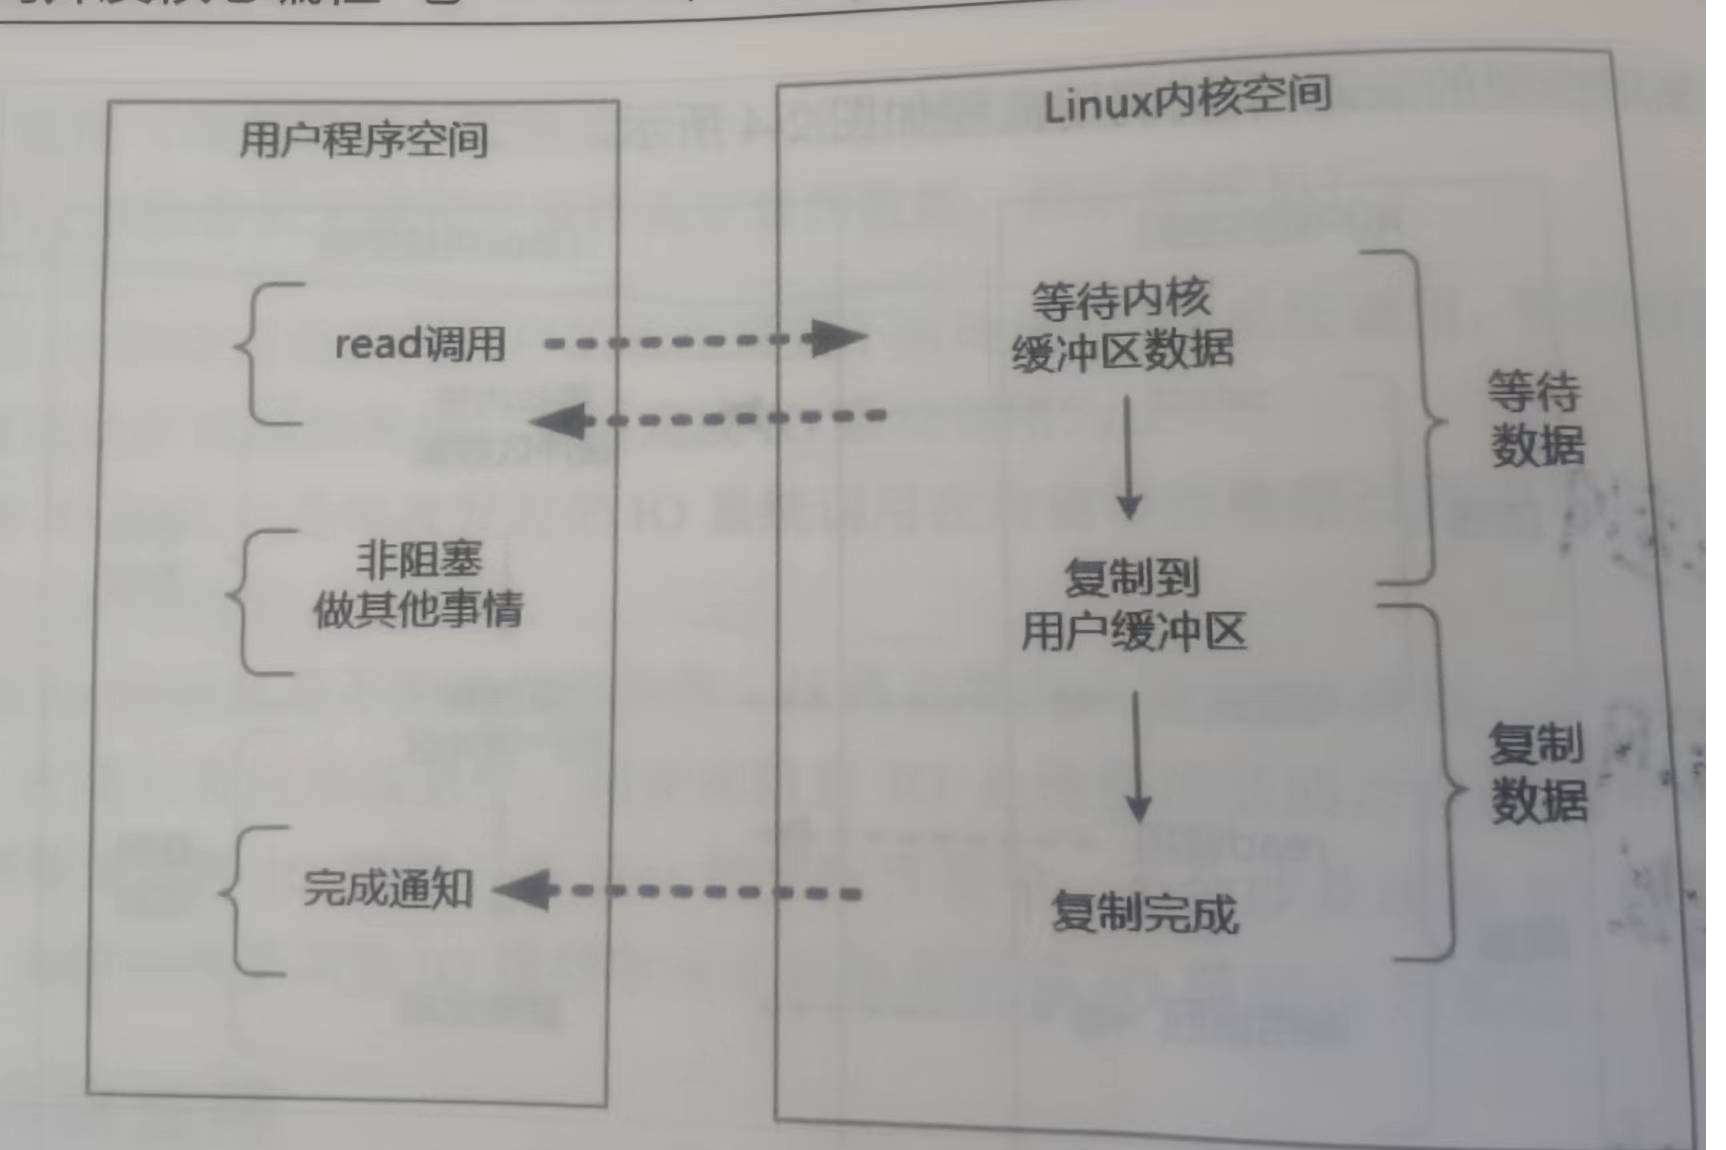 用户程序空间
Linux内核空间
read调用
等待内核
缓冲区数据
等待
数据
非阻塞
做其他事情
复制到
用户缓冲区
复制
数据
完成通知
复制完成